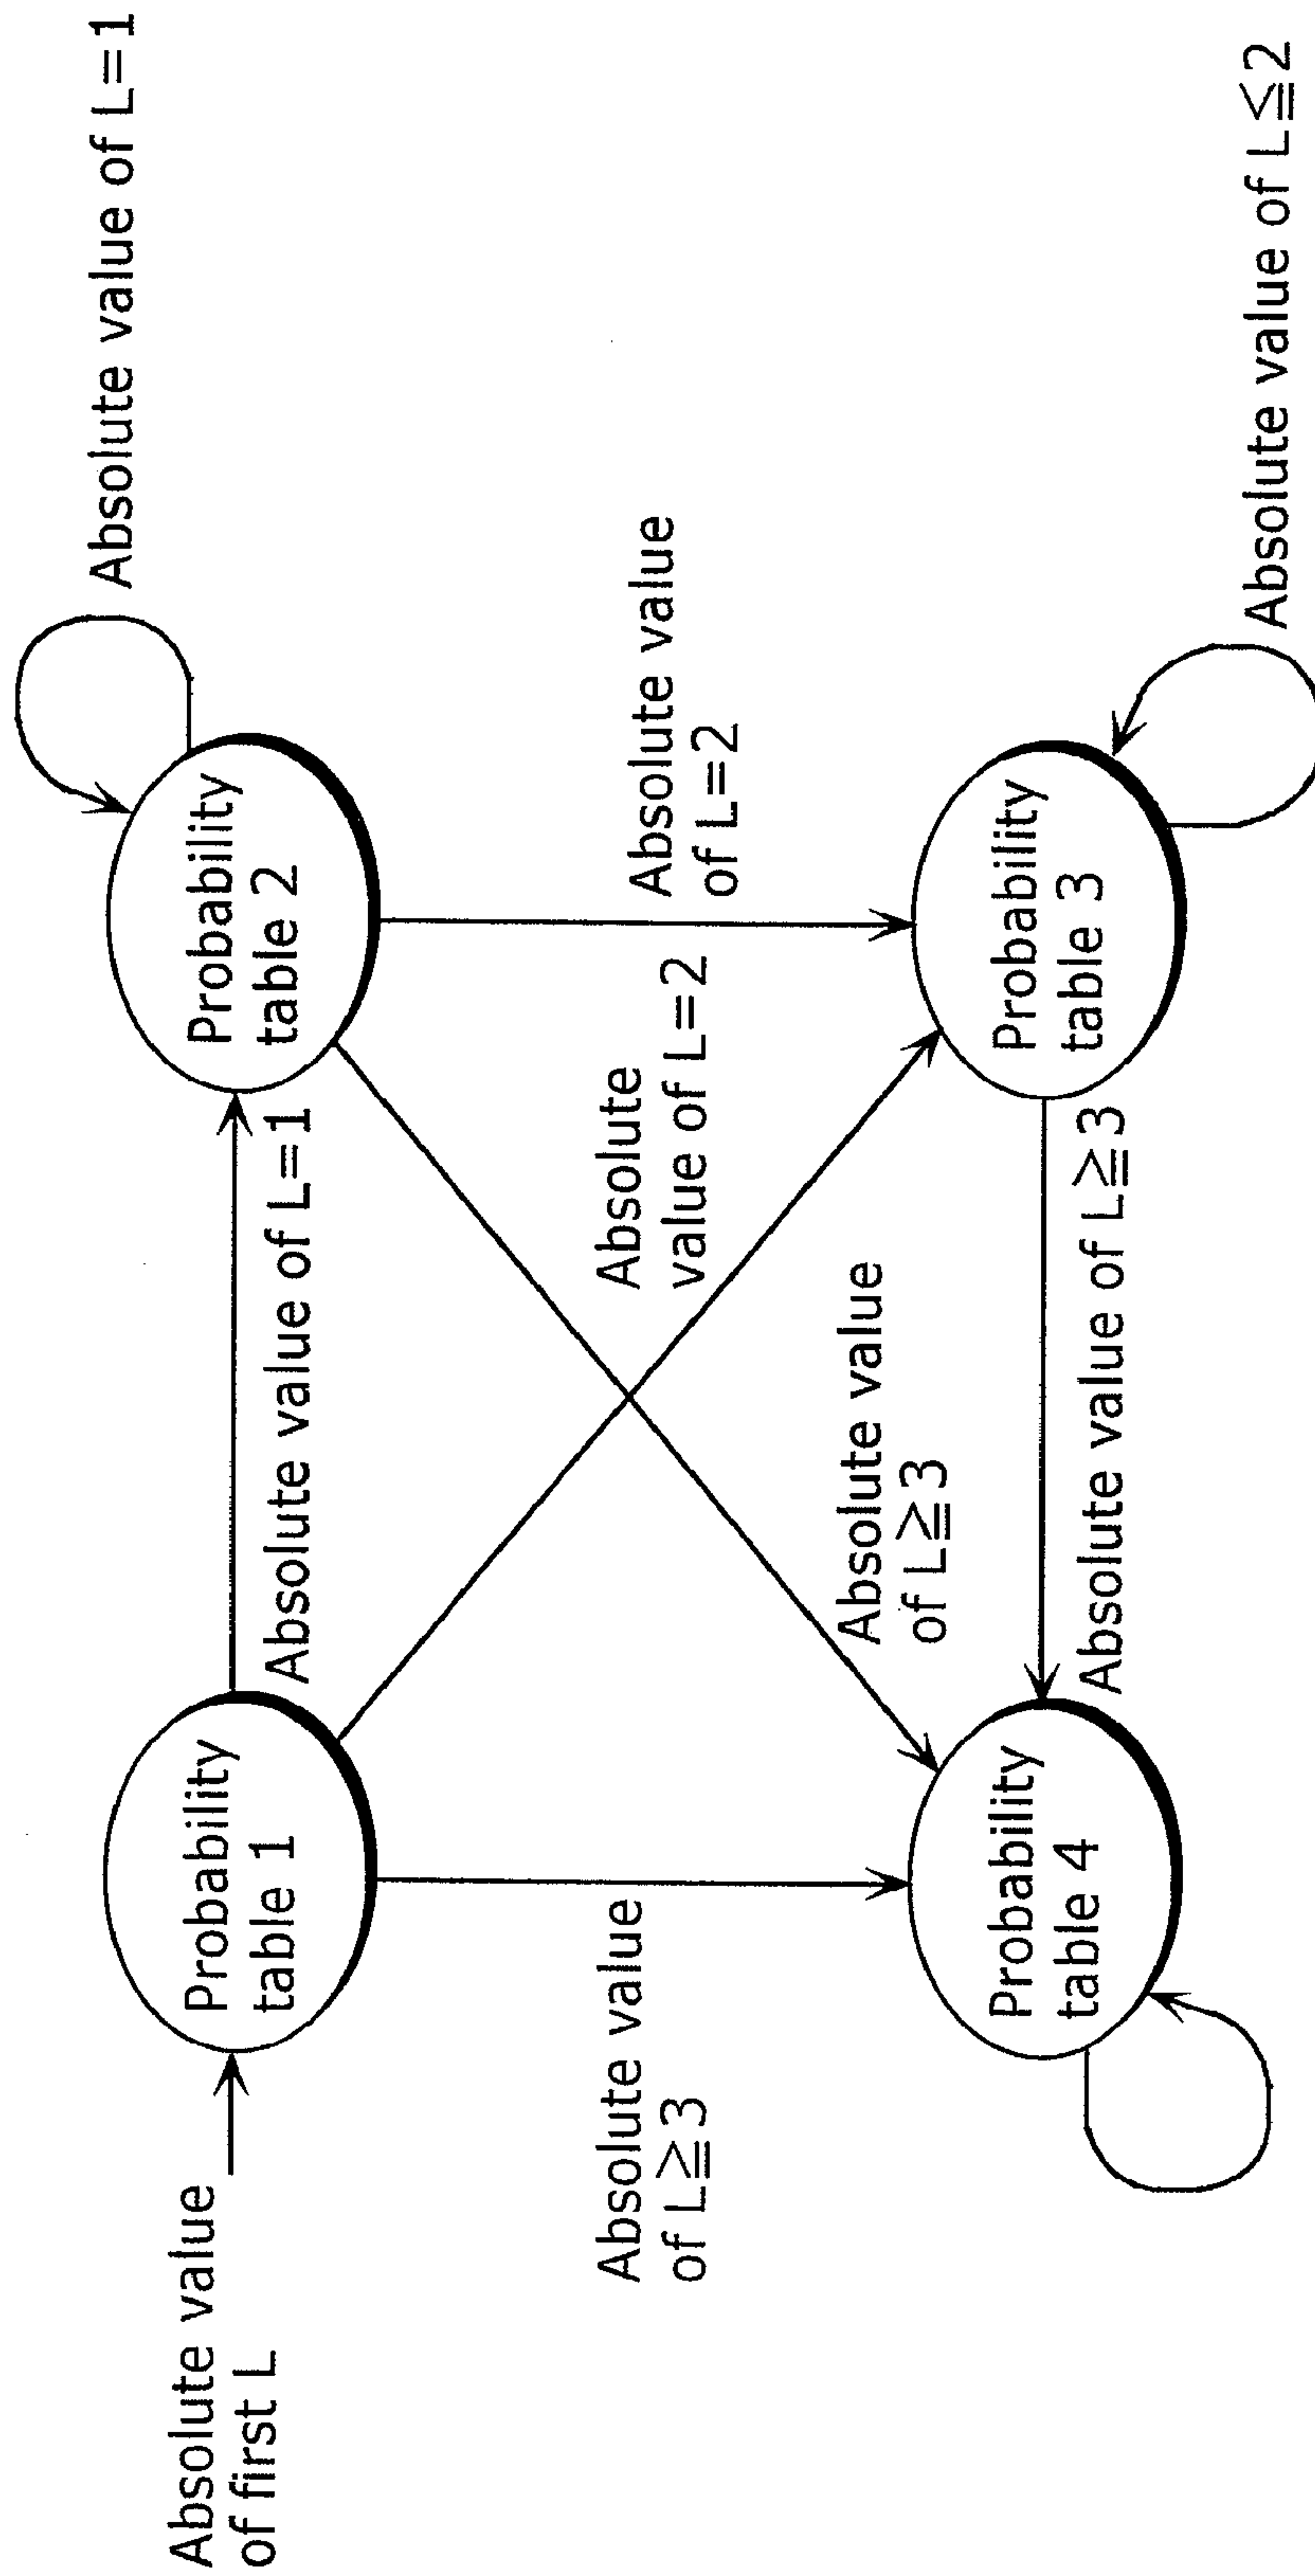 Absolute value
of first L
Probability
table 1
Absolute value of L=1
Probability
table 2
Absolute value of L=1
Absolute value
of L≧3
Absolute
value of L=2
Absolute value
of L=2
Absolute value
of L≧3
Probability
table 4
Absolute value of L≧3
Probability
table 3
Absolute value of L≦2